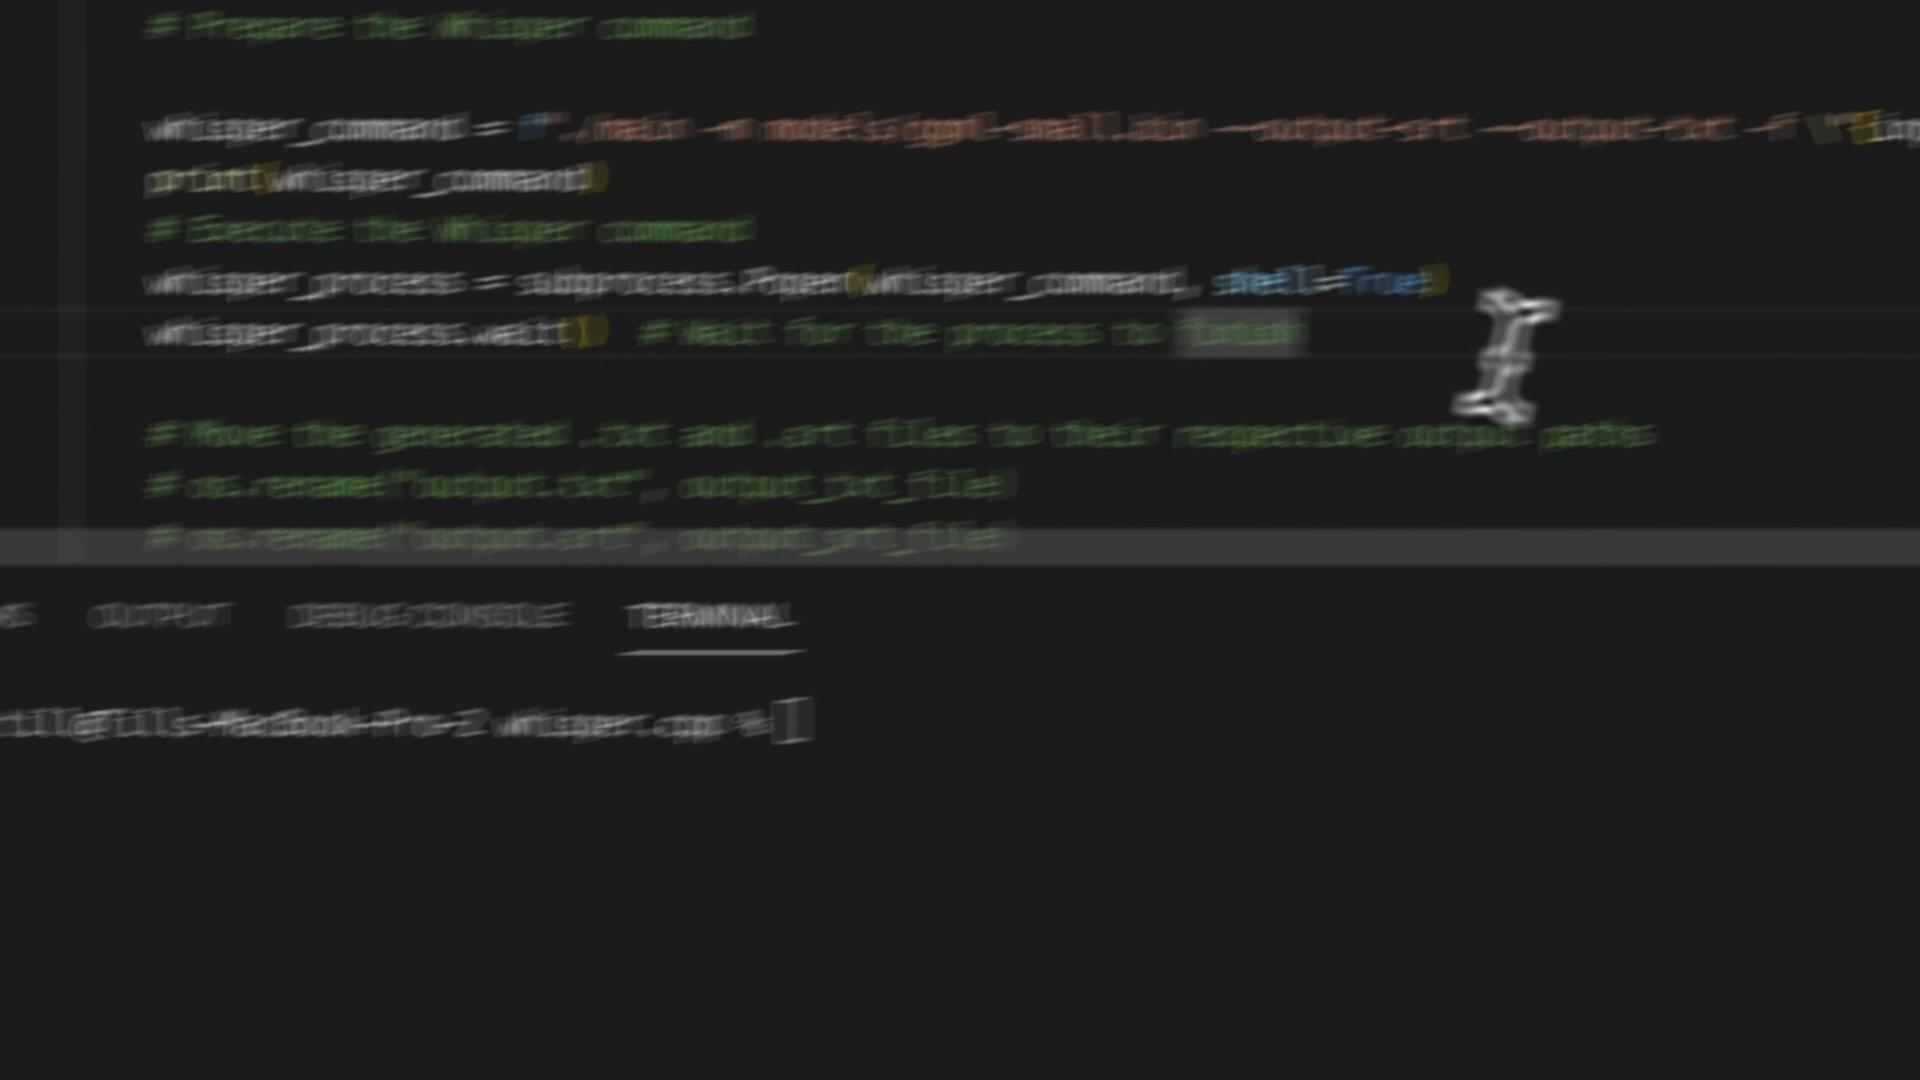 # Prepare the Whisper command
whisper_command = f"./main -m models/ggml-small.bin --output-srt --output-txt -f \"{
print(whisper_command)
# Execute the Whisper command
whisper_process = subprocess.Popen(whisper_command, shell=True)
whisper_process.wait()  # Wait for the process to finish
# Move the generated .txt and .srt files to their respective output paths
# os.rename("output.txt", output_txt_file)
# os.rename("output.srt", output_srt_file)
OUTPUT DEBUG CONSOLE TERMINAL
MacBook-Pro-2 whisper.cpp %